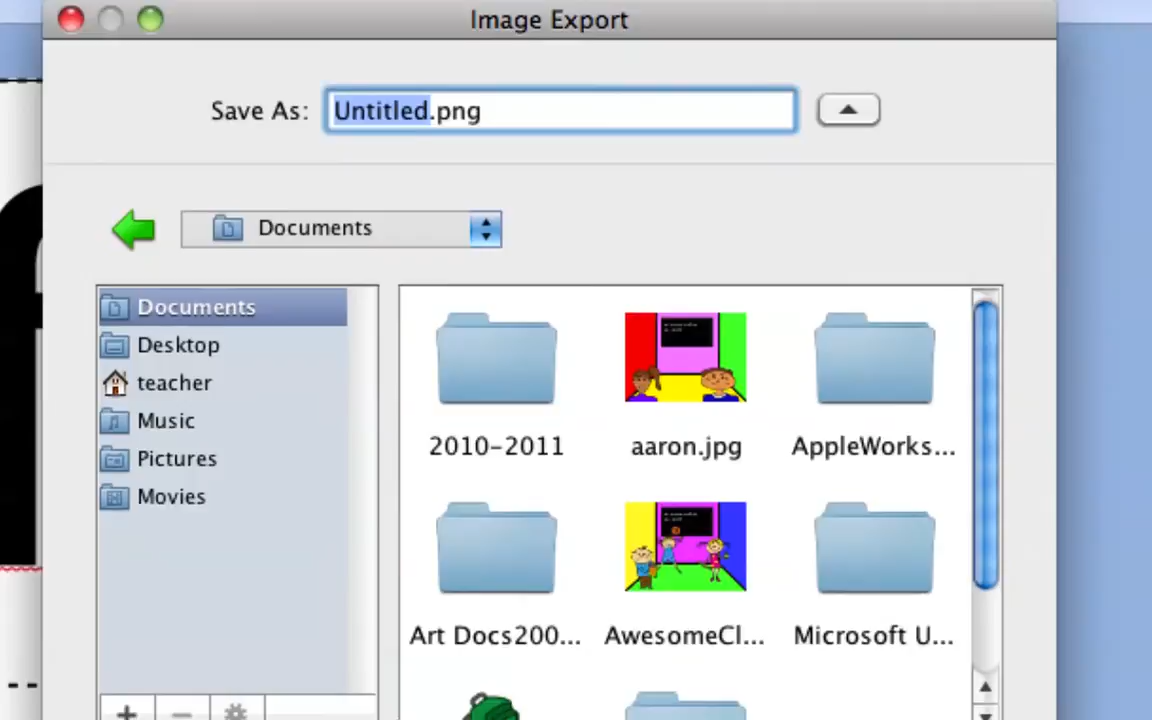 Image Export
Save As: Untitled.png
Documents
Documents
Desktop
teacher
Music
Pictures
Movies
2010-2011
aaron.jpg
AppleWorks...
Art Docs200...
AwesomeCl...
Microsoft U...